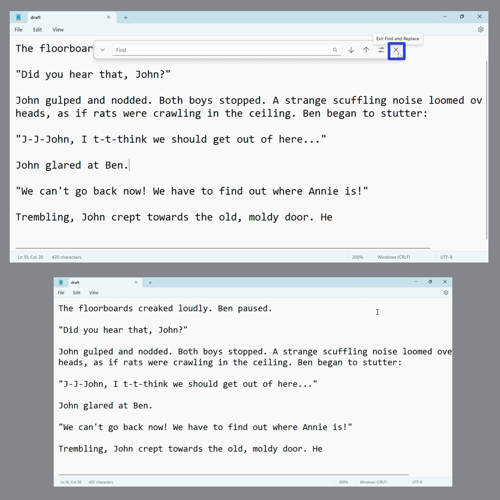 draft
File Edit View
Exit Find and Replace
Find
The floorboar
"Did you hear that, John?"
John gulped and nodded. Both boys stopped. A strange scuffling noise loomed ov
heads, as if rats were crawling in the ceiling. Ben began to stutter:
"J-J-John, I t-t-think we should get out of here..."
John glared at Ben.
"We can't go back now! We have to find out where Annie is!"
Trembling, John crept towards the old, moldy door. He
Ln 10, Col 20 420 characters 200% Windows (CRLF) UTF-8
draft
File Edit View
The floorboards creaked loudly. Ben paused.
"Did you hear that, John?"
John gulped and nodded. Both boys stopped. A strange scuffling noise loomed ove
heads, as if rats were crawling in the ceiling. Ben began to stutter:
"J-J-John, I t-t-think we should get out of here..."
John glared at Ben.
"We can't go back now! We have to find out where Annie is!"
Trembling, John crept towards the old, moldy door. He
Ln 10, Col 20 420 characters 200% Windows (CRLF) UTF-8